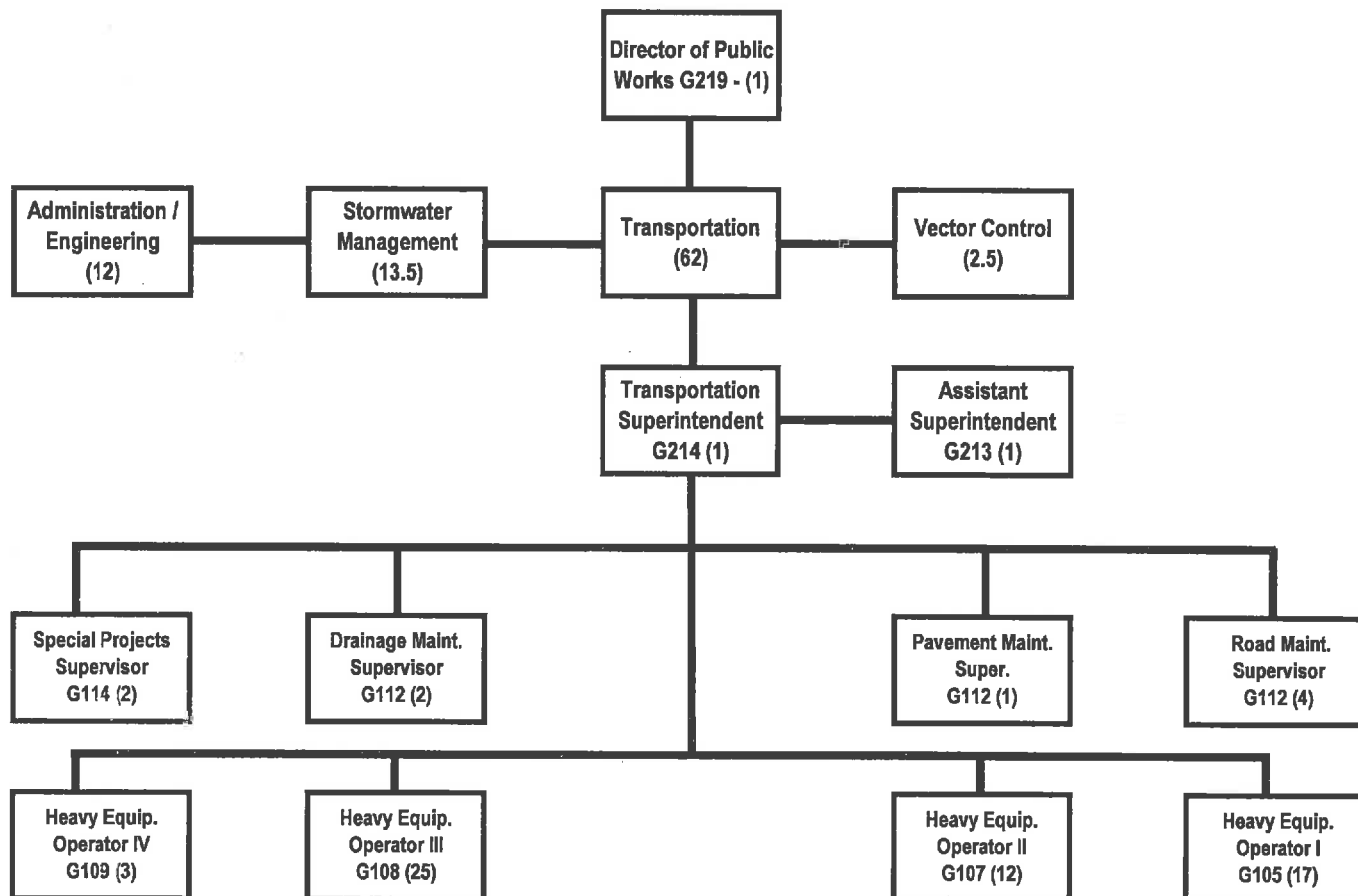 Director of Public
Works G219 - (1)
Administration /
Engineering
(12)
Stormwater
Management
(13.5)
Transportation
(62)
Vector Control
(2.5)
Transportation
Superintendent
G214 (1)
Assistant
Superintendent
G213 (1)
Special Projects
Supervisor
G114 (2)
Drainage Maint.
Supervisor
G112 (2)
Pavement Maint.
Super.
G112 (1)
Road Maint.
Supervisor
G112 (4)
Heavy Equip.
Operator IV
G109 (3)
Heavy Equip.
Operator III
G108 (25)
Heavy Equip.
Operator II
G107 (12)
Heavy Equip.
Operator I
G105 (17)